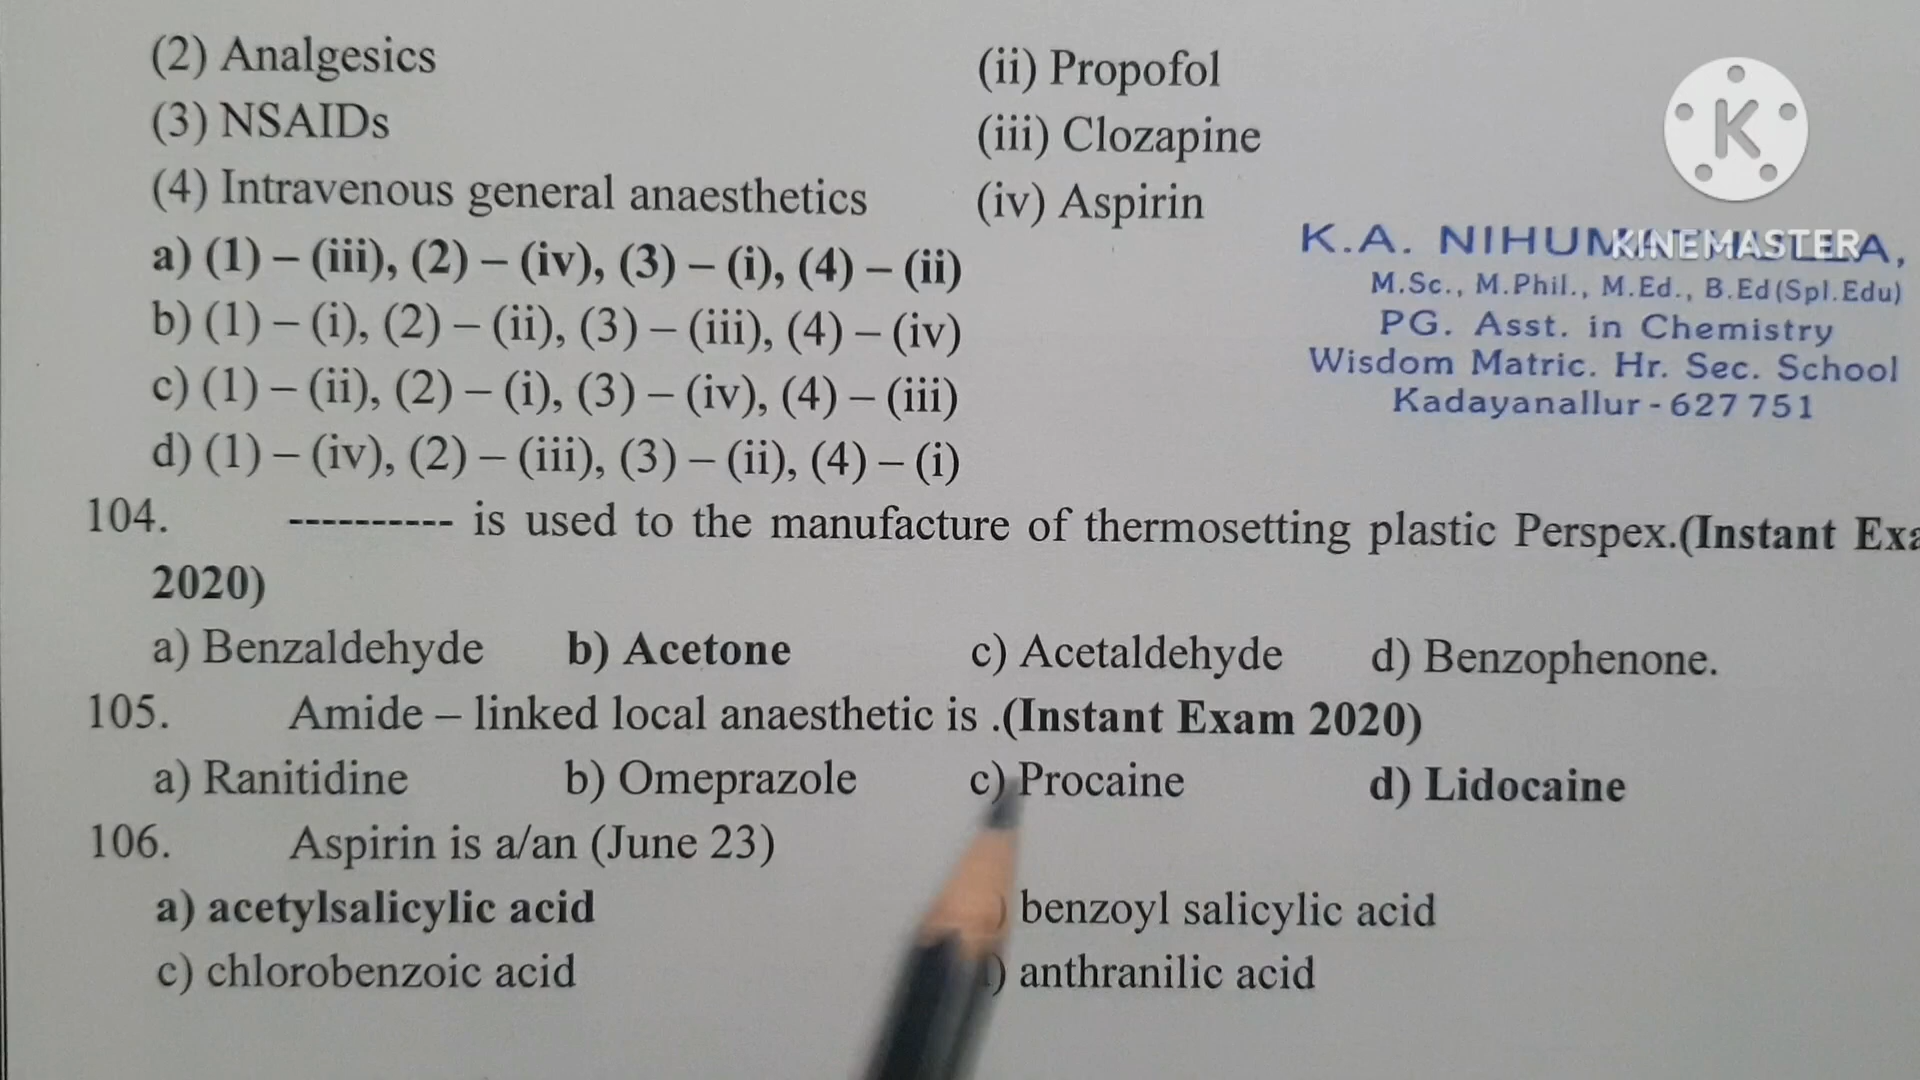 (2) Analgesics (ii) Propofol
(3) NSAIDs (iii) Clozapine
(4) Intravenous general anaesthetics (iv) Aspirin
a) (1) – (iii), (2) – (iv), (3) – (i), (4) – (ii)
b) (1) – (i), (2) – (ii), (3) – (iii), (4) – (iv)
c) (1) – (ii), (2) – (i), (3) – (iv), (4) – (iii)
d) (1) – (iv), (2) – (iii), (3) – (ii), (4) – (i)
K
KINEMASTER
K.A.
M.Sc., M.Phil., M.Ed., B.Ed(Spl.Edu)
PG. Asst. in Chemistry
Wisdom Matric. Hr. Sec. School
Kadayanallur - 627 751
104. ---------- is used to the manufacture of thermosetting plastic Perspex.(Instant Exa
2020)
a) Benzaldehyde b) Acetone c) Acetaldehyde d) Benzophenone.
105. Amide – linked local anaesthetic is .(Instant Exam 2020)
a) Ranitidine b) Omeprazole c) Procaine d) Lidocaine
106. Aspirin is a/an (June 23)
a) acetylsalicylic acid ) benzoyl salicylic acid
c) chlorobenzoic acid ) anthranilic acid